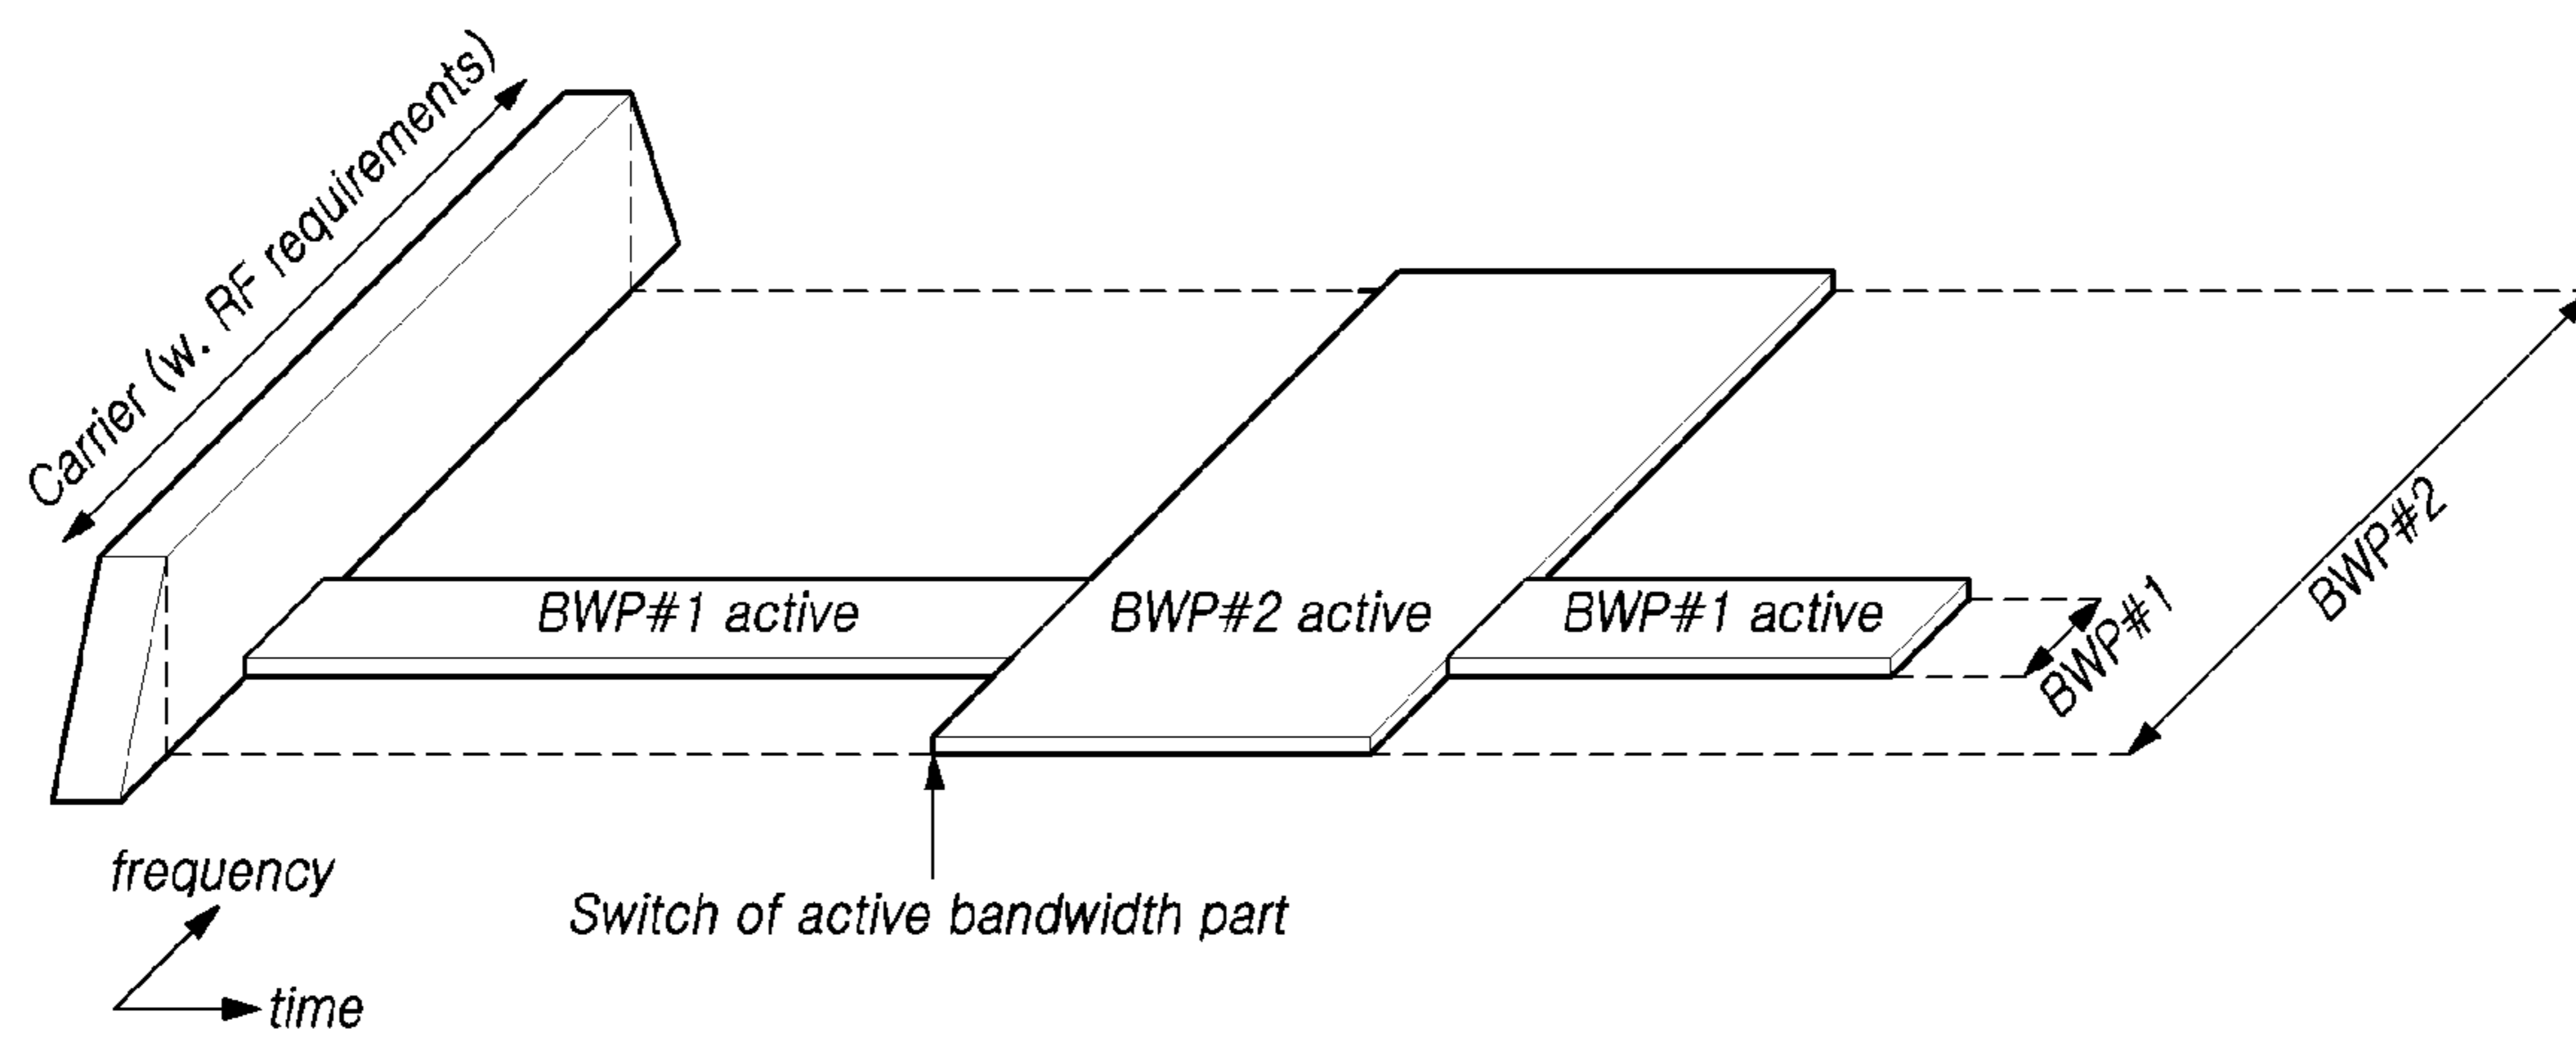 Carrier (w. RF requirements)
BWP#1 active
BWP#2 active
BWP#1 active
BWP#1
BWP#2
Switch of active bandwidth part
frequency
time